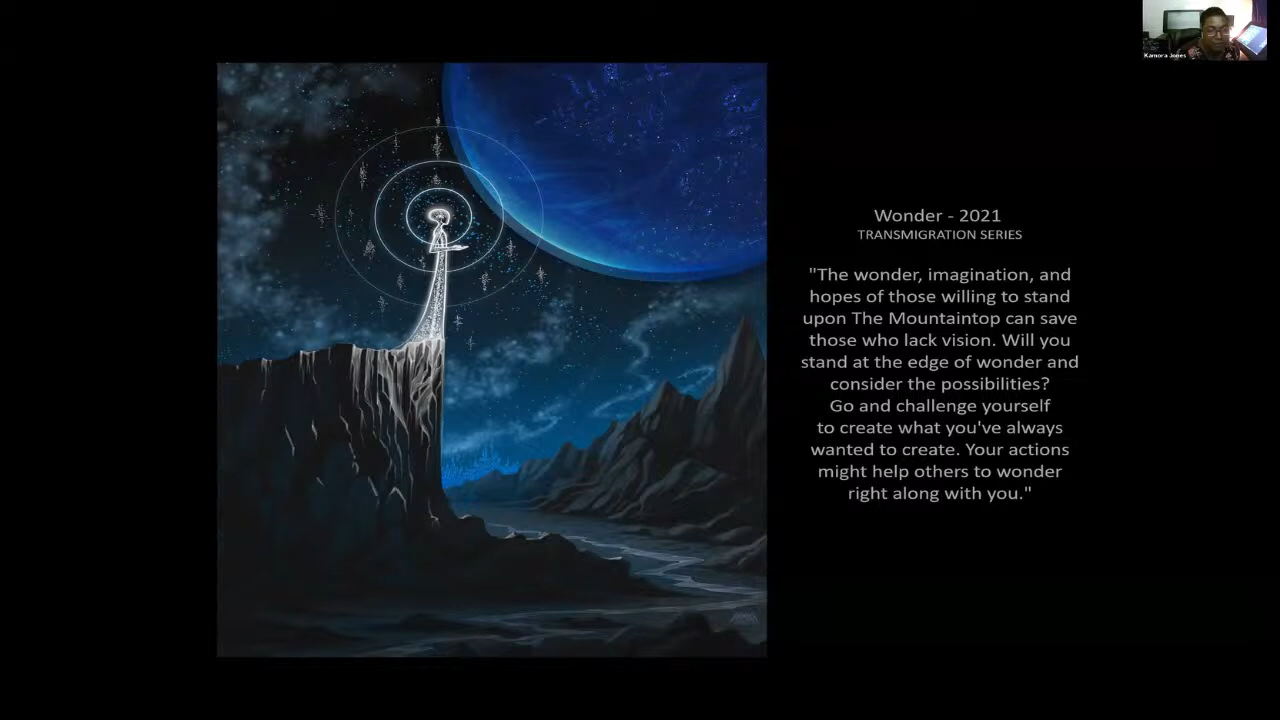 Kamora Jones
Wonder - 2021
TRANSMIGRATION SERIES
"The wonder, imagination, and
hopes of those willing to stand
upon The Mountaintop can save
those who lack vision. Will you
stand at the edge of wonder and
consider the possibilities?
Go and challenge yourself
to create what you've always
wanted to create. Your actions
might help others to wonder
right along with you."